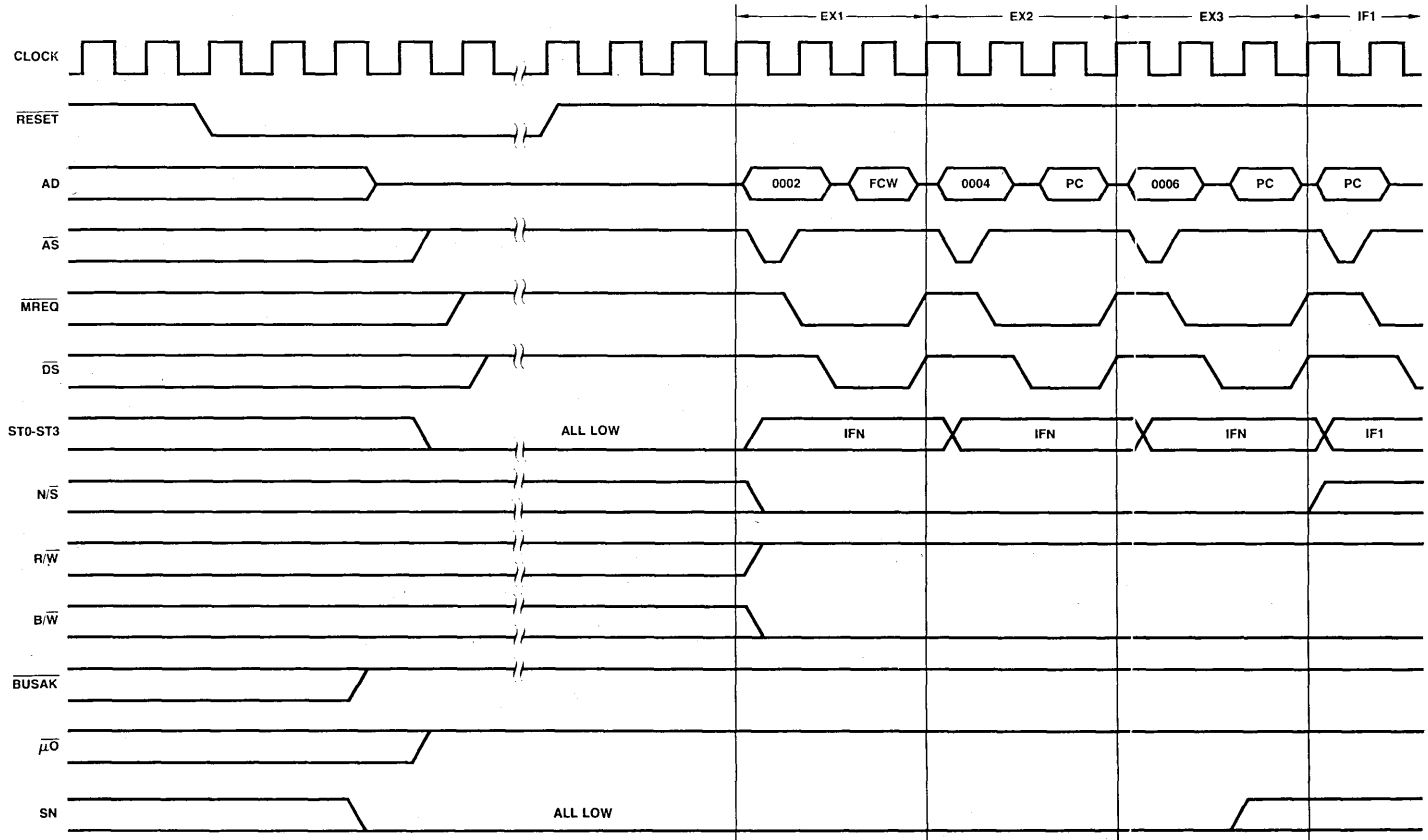 EX1 EX2 EX3 IF1
CLOCK
RESET
AD 0002 FCW 0004 PC 0006 PC PC
AS
MREQ
DS
ST0-ST3 ALL LOW IFN IFN IFN IF1
N/S
R/W
B/W
BUSAK
μO
SN ALL LOW